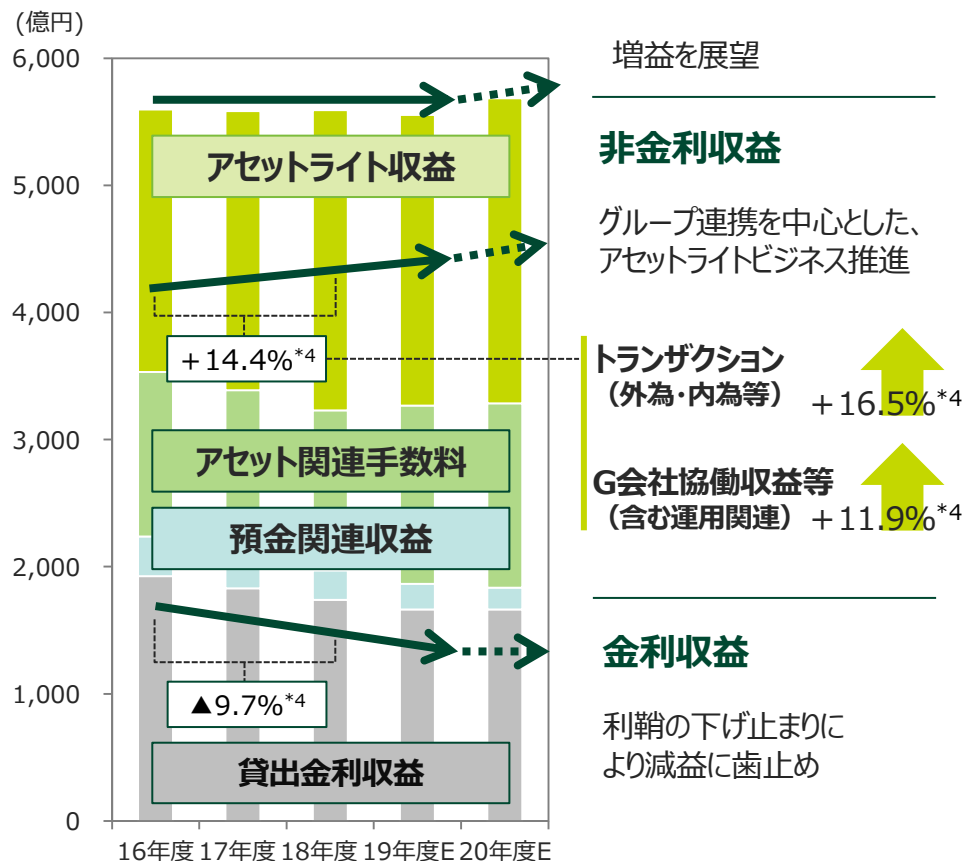 (億円)
6,000
5,000
4,000
3,000
2,000
1,000
0
アセットライト収益
+14.4%*4
アセット関連手数料
預金関連収益
▲9.7%*4
貸出金利収益
16年度
17年度
18年度
19年度E
20年度E
増益を展望
非金利収益
グループ連携を中心とした、
アセットライトビジネス推進
トランザクション
（外為・内為等）
+16.5%*4
G会社協働収益等
（含む運用関連）
+11.9%*4
金利収益
利鞘の下げ止まりに
より減益に歯止め